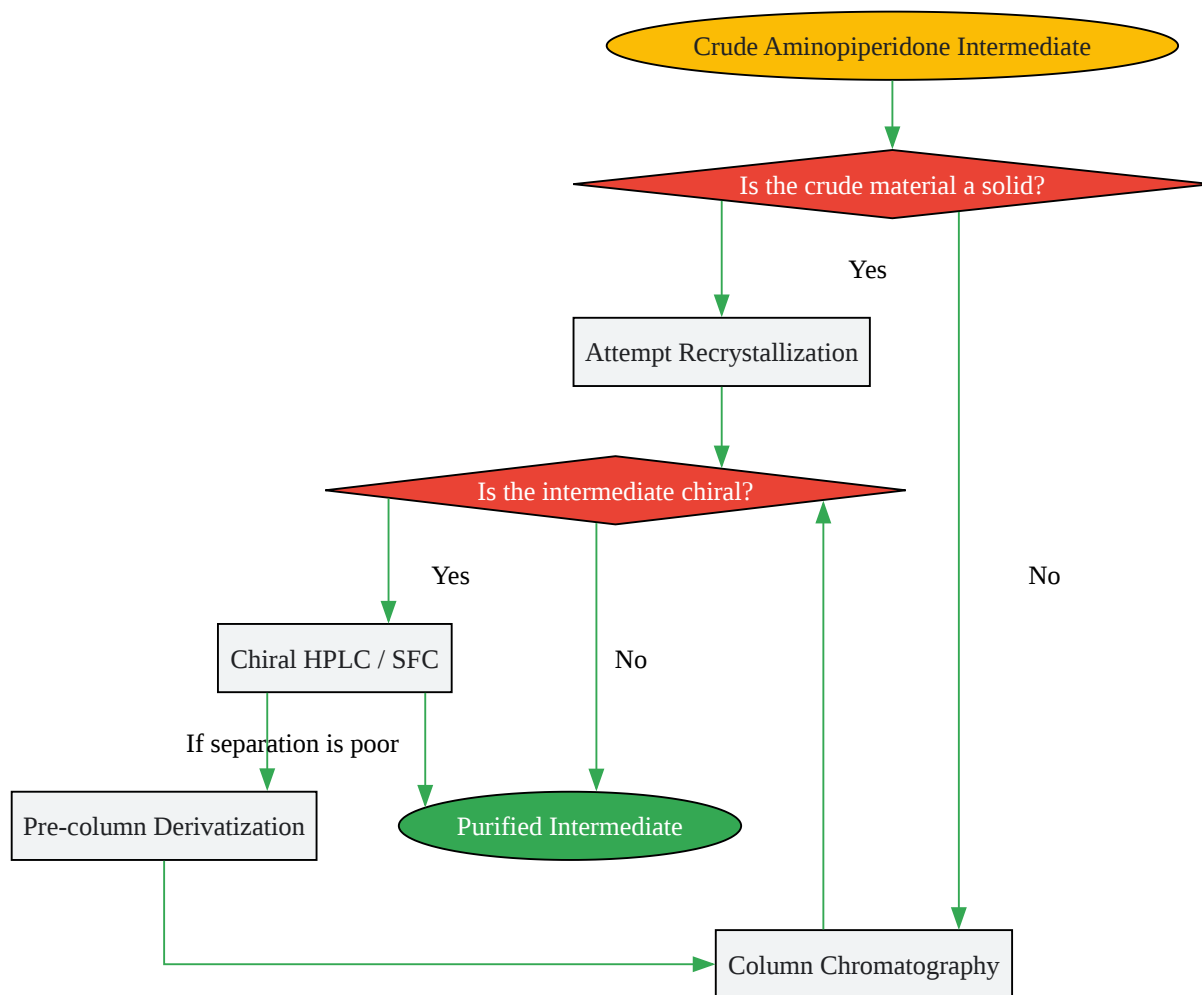 Crude Aminopiperidone Intermediate
Is the crude material a solid?
Yes
Attempt Recrystallization
Is the intermediate chiral?
Yes
No
Chiral HPLC / SFC
No
If separation is poor
Pre-column Derivatization
Purified Intermediate
Column Chromatography